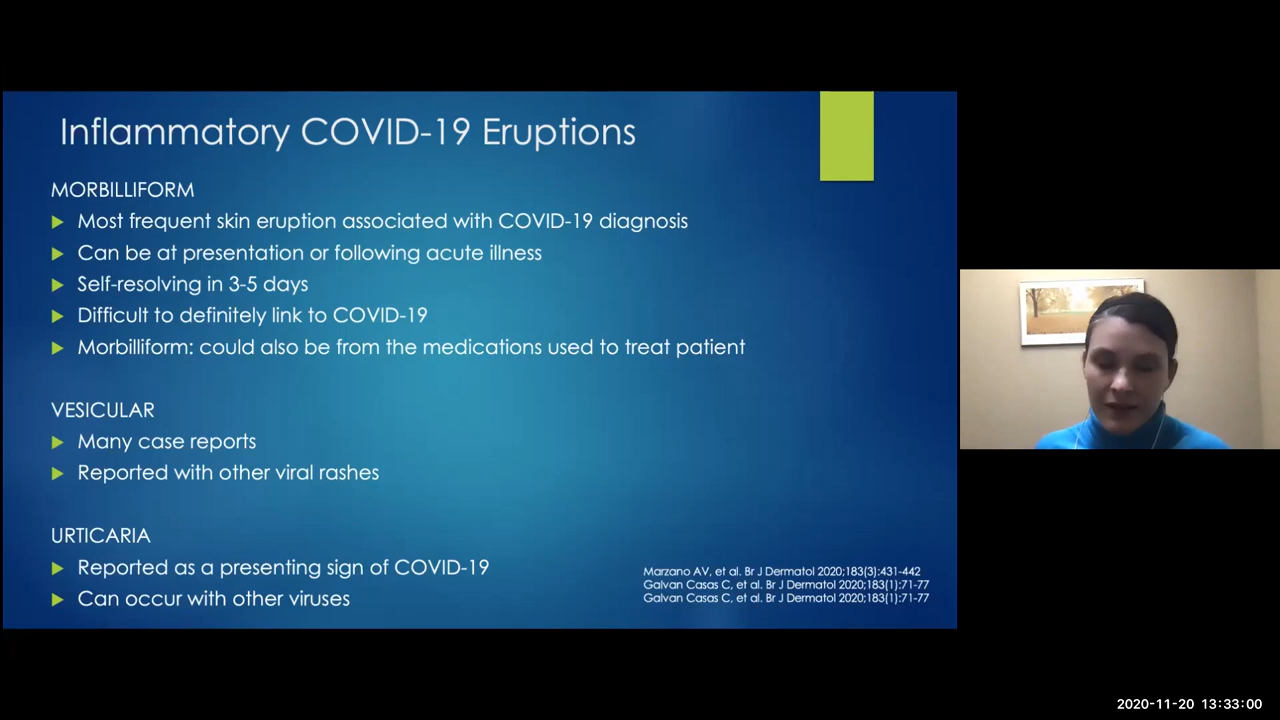 Inflammatory COVID-19 Eruptions
MORBILLIFORM
Most frequent skin eruption associated with COVID-19 diagnosis
Can be at presentation or following acute illness
Self-resolving in 3-5 days
Difficult to definitely link to COVID-19
Morbilliform: could also be from the medications used to treat patient
VESICULAR
Many case reports
Reported with other viral rashes
URTICARIA
Reported as a presenting sign of COVID-19
Can occur with other viruses
Marzano AV, et al. Br J Dermatol 2020;183(3):431-442
Galvan Casas C, et al. Br J Dermatol 2020;183(1):71-77
Galvan Casas C, et al. Br J Dermatol 2020;183(1):71-77
2020-11-20 13:33:00